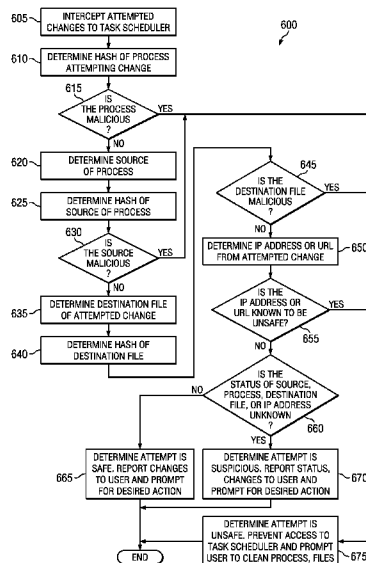 600
605
INTERCEPT ATTEMPTED
CHANGES TO TASK SCHEDULER
610
DETERMINE HASH OF PROCESS
ATTEMPTING CHANGE
615
IS
THE PROCESS
MALICIOUS
?
YES
NO
620
DETERMINE SOURCE
OF PROCESS
625
DETERMINE HASH OF
SOURCE OF PROCESS
630
IS
THE SOURCE
MALICIOUS
?
YES
NO
635
DETERMINE DESTINATION FILE
OF ATTEMPTED CHANGE
640
DETERMINE HASH OF
DESTINATION FILE
645
IS THE
DESTINATION FILE
MALICIOUS
?
YES
NO
650
DETERMINE IP ADDRESS OR URL
FROM ATTEMPTED CHANGE
IS THE
IP ADDRESS OR
URL KNOWN TO BE
UNSAFE?
655
YES
NO
IS THE
STATUS OF SOURCE,
PROCESS, DESTINATION
FILE, OR IP ADDRESS
UNKNOWN
?
660
NO
YES
665
DETERMINE ATTEMPT IS
SAFE. REPORT CHANGES
TO USER AND PROMPT
FOR DESIRED ACTION
DETERMINE ATTEMPT IS
SUSPICIOUS. REPORT STATUS,
CHANGES TO USER AND
PROMPT FOR DESIRED ACTION
670
DETERMINE ATTEMPT IS
UNSAFE. PREVENT ACCESS TO
TASK SCHEDULER AND PROMPT
USER TO CLEAN PROCESS, FILES
675
END